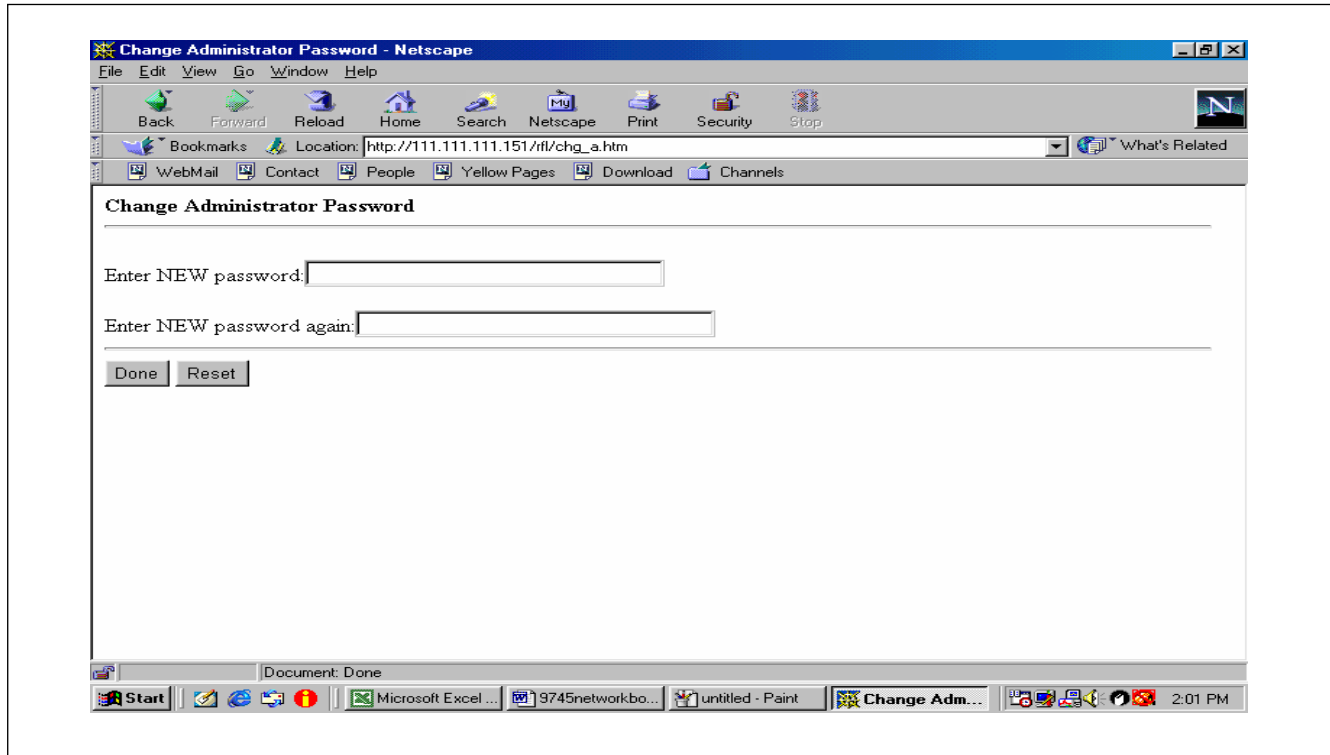 Change Administrator Password - Netscape
File Edit View Go Window Help
Back Forward Reload Home Search Netscape Print Security Stop
My
N
Bookmarks Location: http://111.111.111.151/rfl/chg_a.htm What's Related
WebMail Contact People Yellow Pages Download Channels
Change Administrator Password
Enter NEW password:
Enter NEW password again:
Done Reset
Document: Done
Start Microsoft Excel ... 9745networkbo... untitled - Paint Change Adm... 2:01 PM